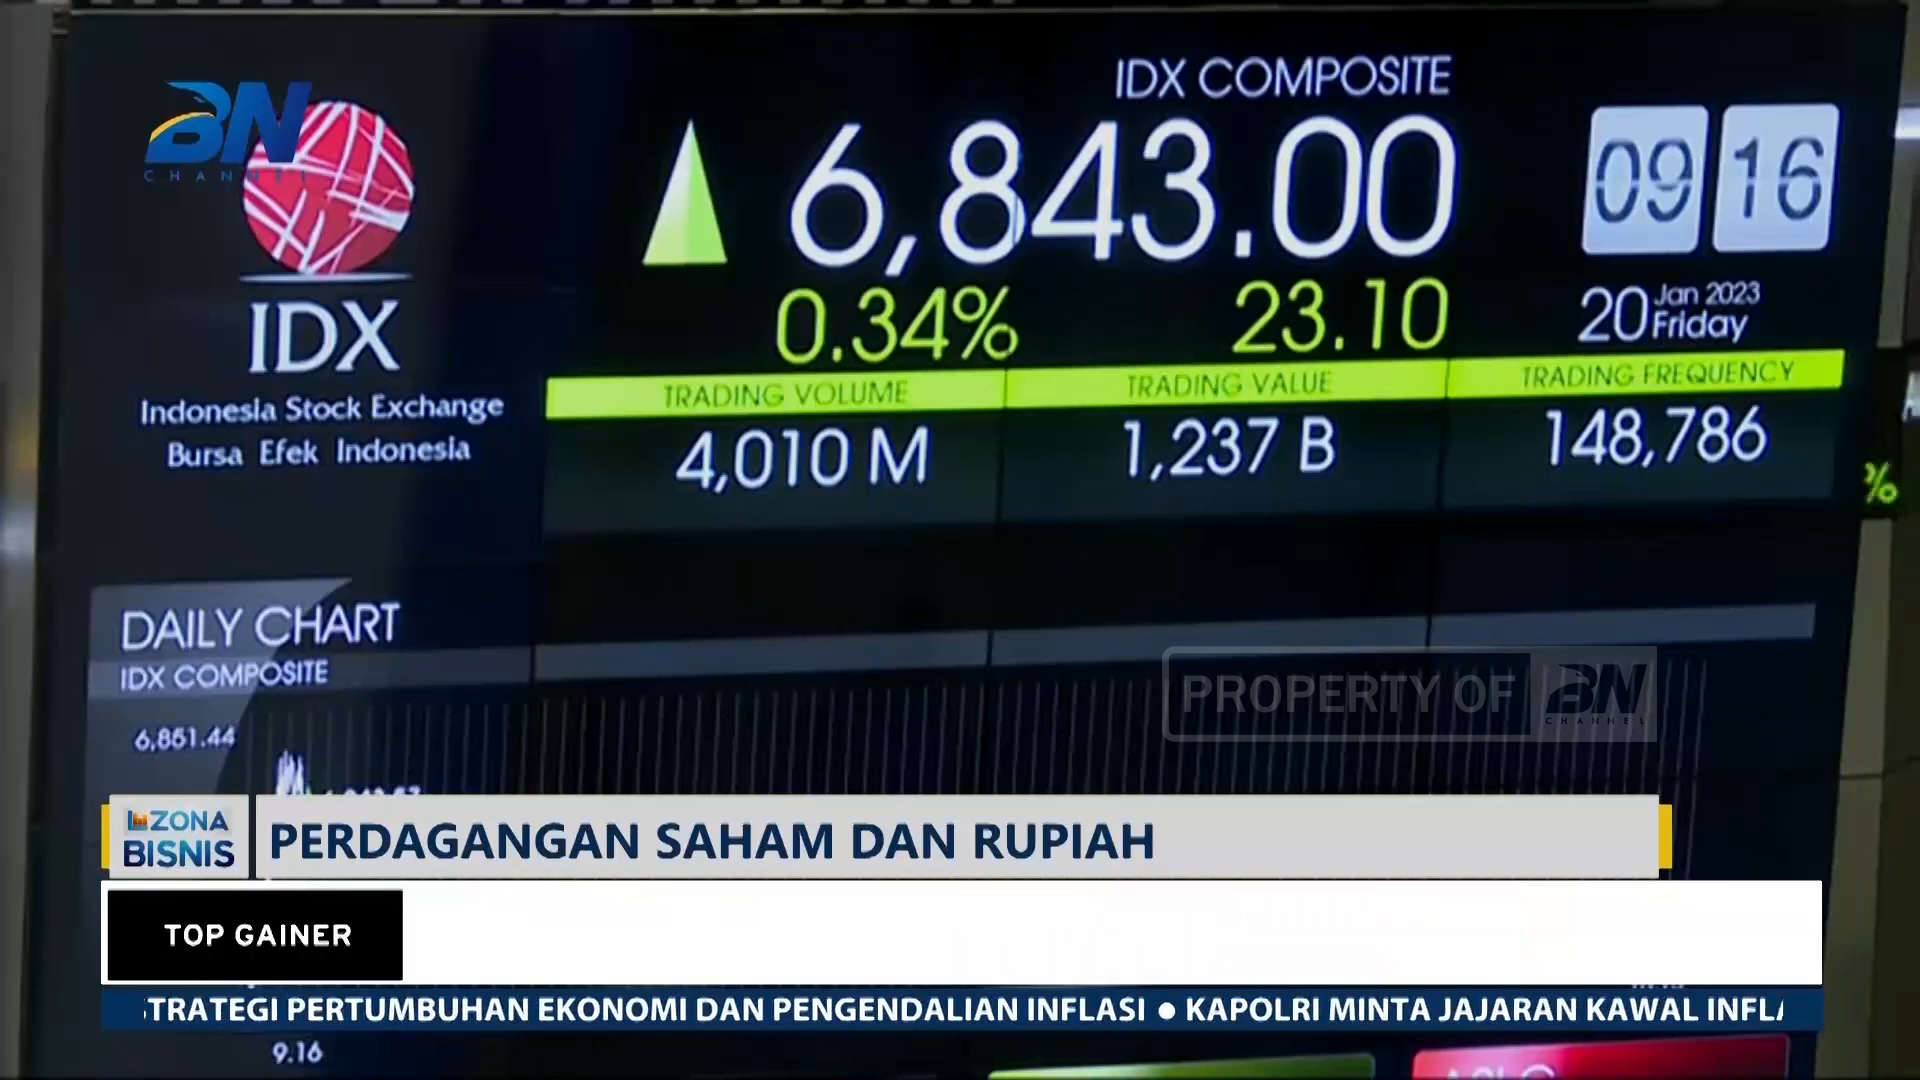 BN
CHANNEL
IDX COMPOSITE
6,843.00
09 16
0.34% 23.10
20 Jan 2023
Friday
IDX
Indonesia Stock Exchange
Bursa Efek Indonesia
TRADING VOLUME TRADING VALUE TRADING FREQUENCY
4,010 M 1,237 B 148,786
%
DAILY CHART
IDX COMPOSITE
6,851.44
PROPERTY OF BN
CHANNEL
ZONA
BISNIS
PERDAGANGAN SAHAM DAN RUPIAH
TOP GAINER
STRATEGI PERTUMBUHAN EKONOMI DAN PENGENDALIAN INFLASI ● KAPOLRI MINTA JAJARAN KAWAL INFLA
9.16